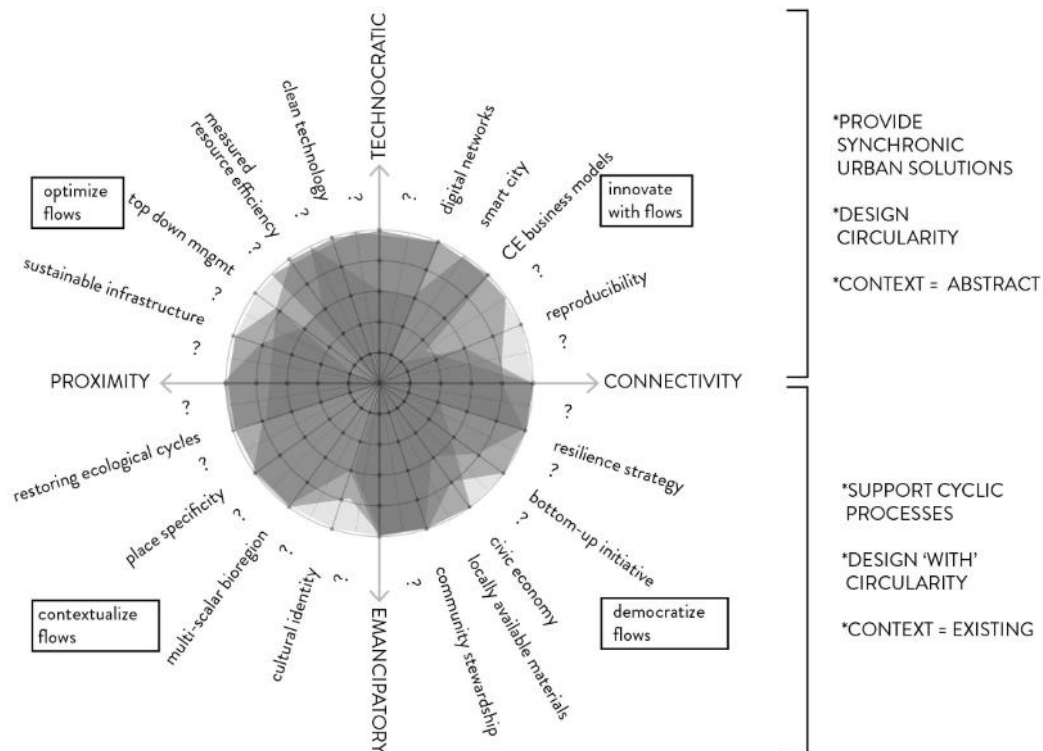 TECHNOCRATIC
clean technology
?
measured
resource efficiency
?
optimize
flows
top down mngmt
?
sustainable infrastructure
?
?
digital networks
smart city
CE business models
?
innovate
with flows
reproducibility
?
PROXIMITY
CONNECTIVITY
?
restoring ecological cycles
?
place specificity
?
multi-scalar bioregion
?
cultural identity
?
contextualize
flows
EMANCIPATORY
?
resilience strategy
?
bottom-up initiative
?
civic economy
locally available materials
community stewardship
?
democratize
flows
*PROVIDE
SYNCHRONIC
URBAN SOLUTIONS
*DESIGN
CIRCULARITY
*CONTEXT = ABSTRACT
*SUPPORT CYCLIC
PROCESSES
*DESIGN ‘WITH’
CIRCULARITY
*CONTEXT = EXISTING